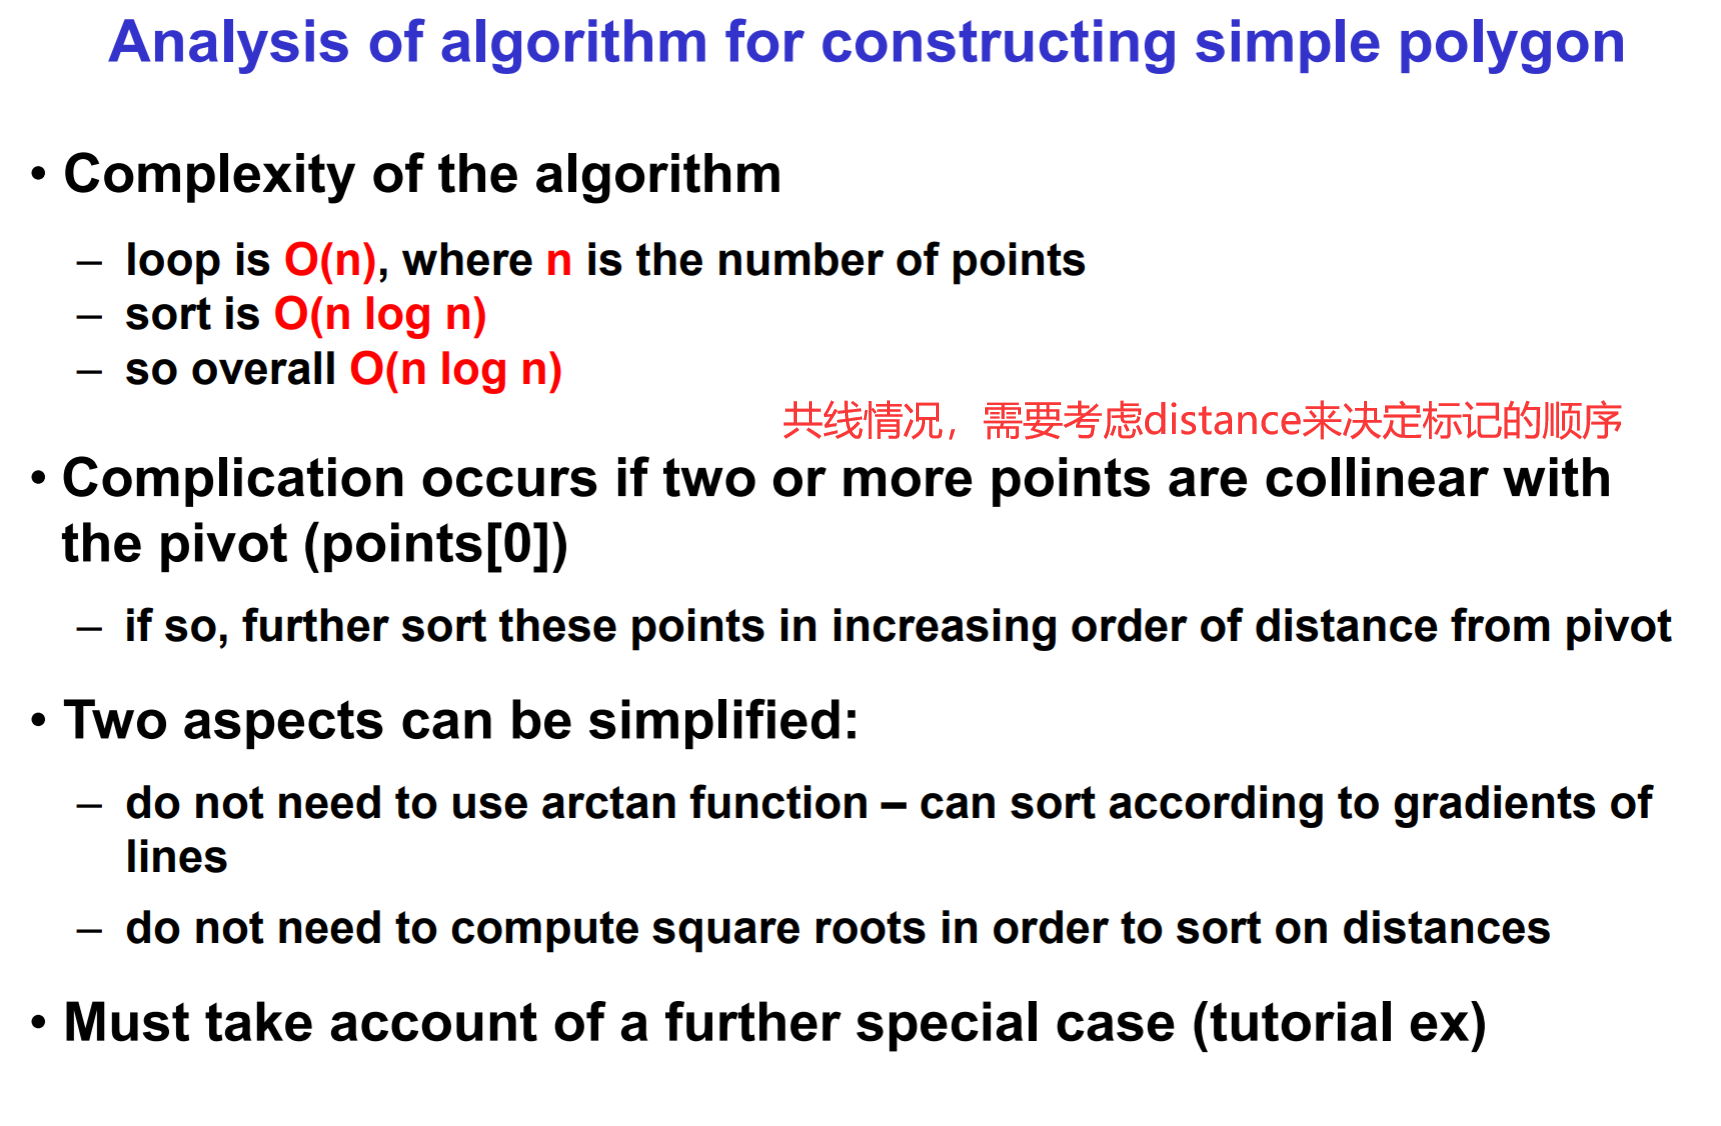 Analysis of algorithm for constructing simple polygon
• Complexity of the algorithm
– loop is O(n), where n is the number of points
– sort is O(n log n)
– so overall O(n log n)
共线情况，需要考虑distance来决定标记的顺序
• Complication occurs if two or more points are collinear with
the pivot (points[0])
– if so, further sort these points in increasing order of distance from pivot
• Two aspects can be simplified:
– do not need to use arctan function – can sort according to gradients of
lines
– do not need to compute square roots in order to sort on distances
• Must take account of a further special case (tutorial ex)